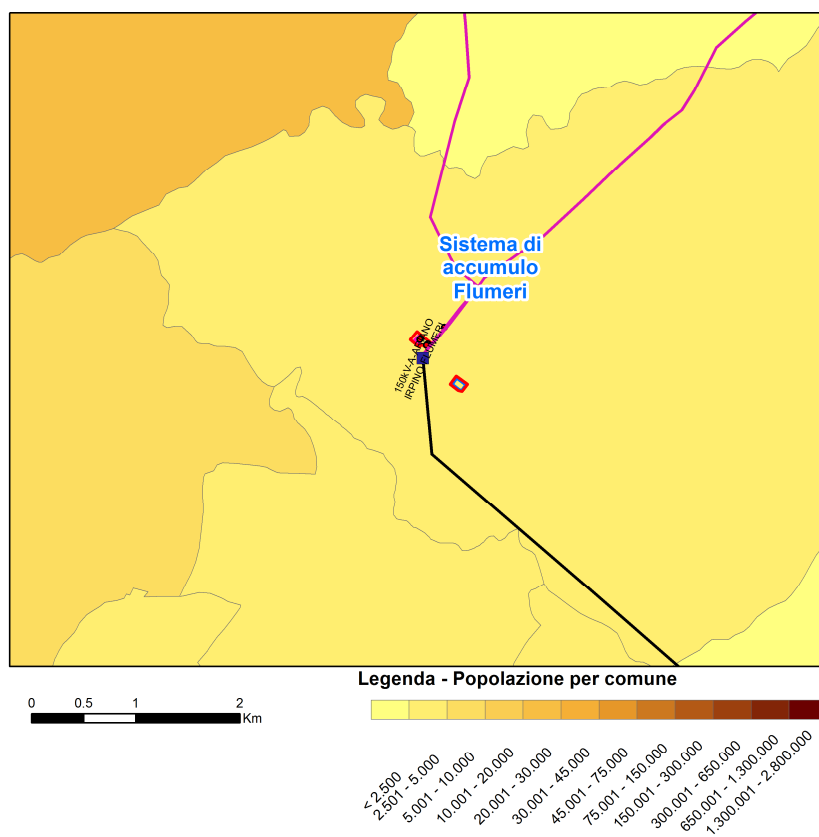 Sistema di
accumulo
Flumeri
150kV-A-ARIANO
IRPINO FLUMERI
Legenda - Popolazione per comune
0 0.5 1 2
Km
< 2.500
2.501 - 5.000
5.001 - 10.000
10.001 - 20.000
20.001 - 30.000
30.001 - 45.000
45.001 - 75.000
75.001 - 150.000
150.001 - 300.000
300.001 - 650.000
650.001 - 1.300.000
1.300.001 - 2.800.000